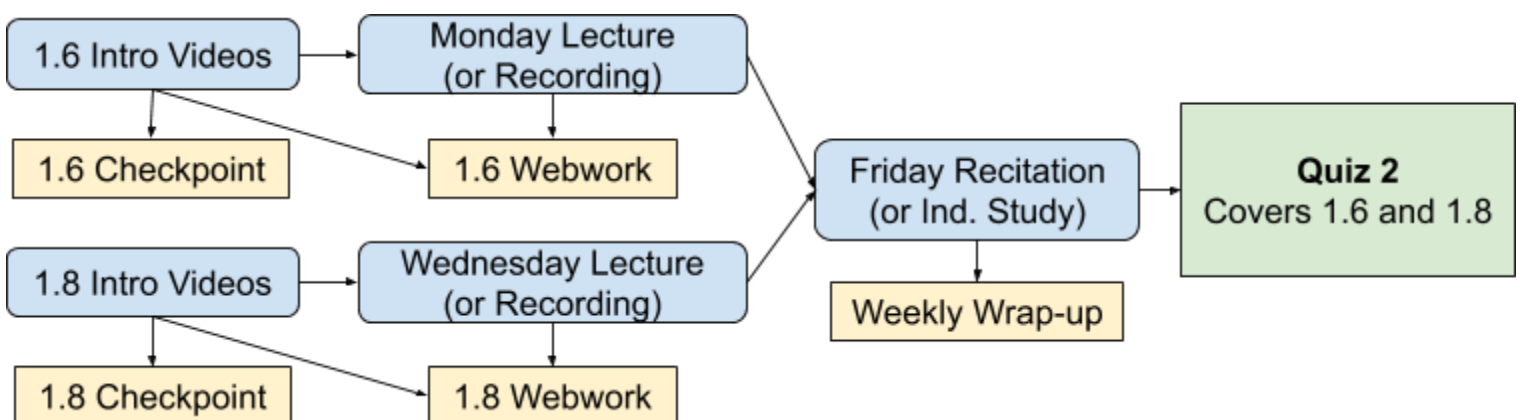 1.6 Intro Videos
Monday Lecture
(or Recording)
1.6 Checkpoint
1.6 Webwork
1.8 Intro Videos
Wednesday Lecture
(or Recording)
1.8 Checkpoint
1.8 Webwork
Friday Recitation
(or Ind. Study)
Weekly Wrap-up
Quiz 2
Covers 1.6 and 1.8